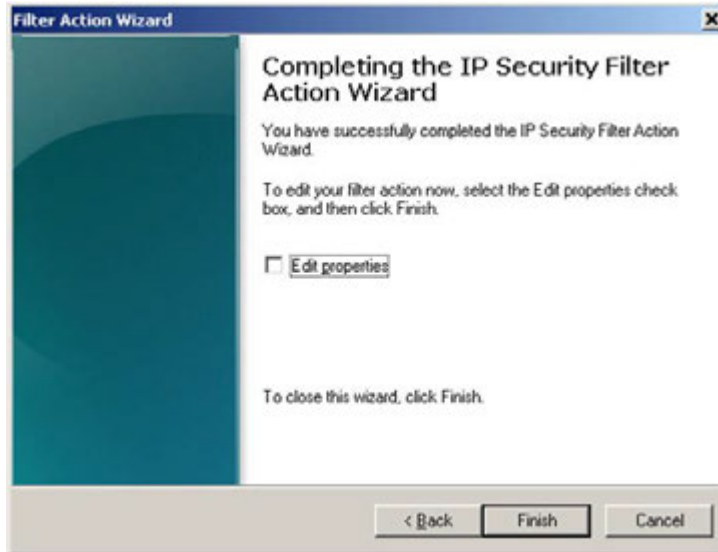 Filter Action Wizard
Completing the IP Security Filter
Action Wizard
You have successfully completed the IP Security Filter Action
Wizard.
To edit your filter action now, select the Edit properties check
box, and then click Finish.
Edit properties
To close this wizard, click Finish.
< Back Finish Cancel